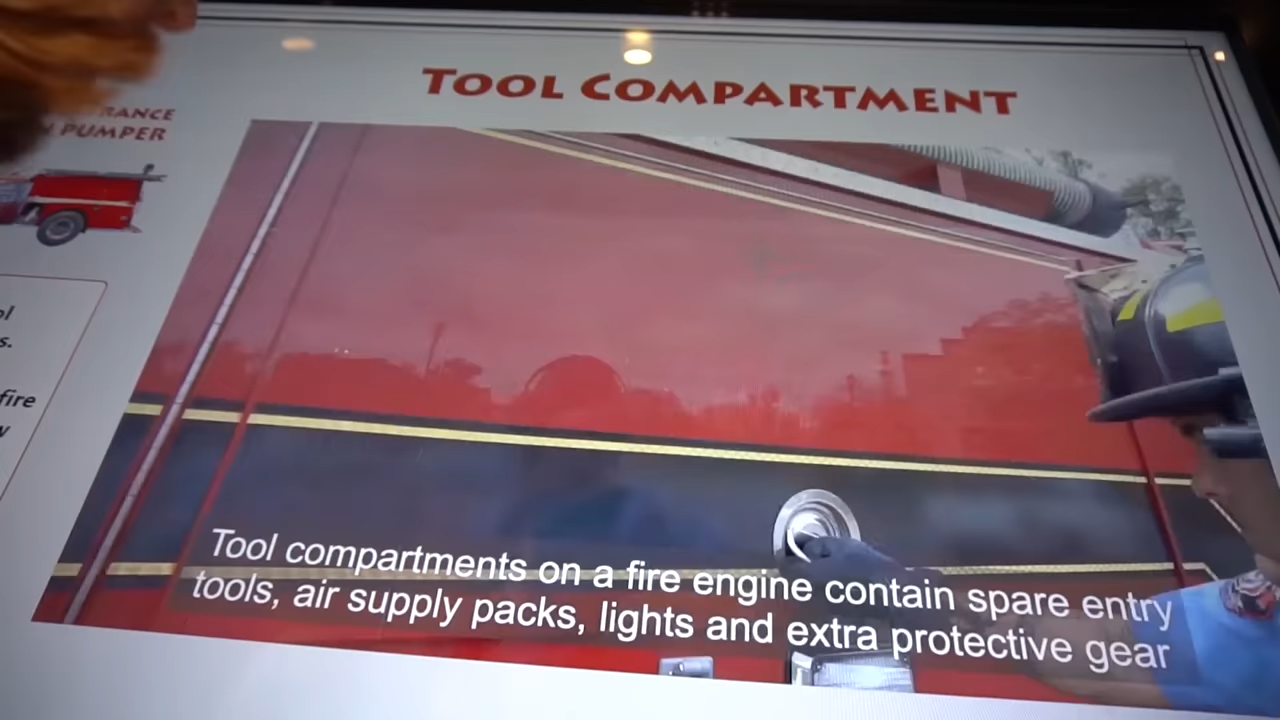 TOOL COMPARTMENT
PUMPER
fire
Tool compartments on a fire engine contain spare entry
tools, air supply packs, lights and extra protective gear